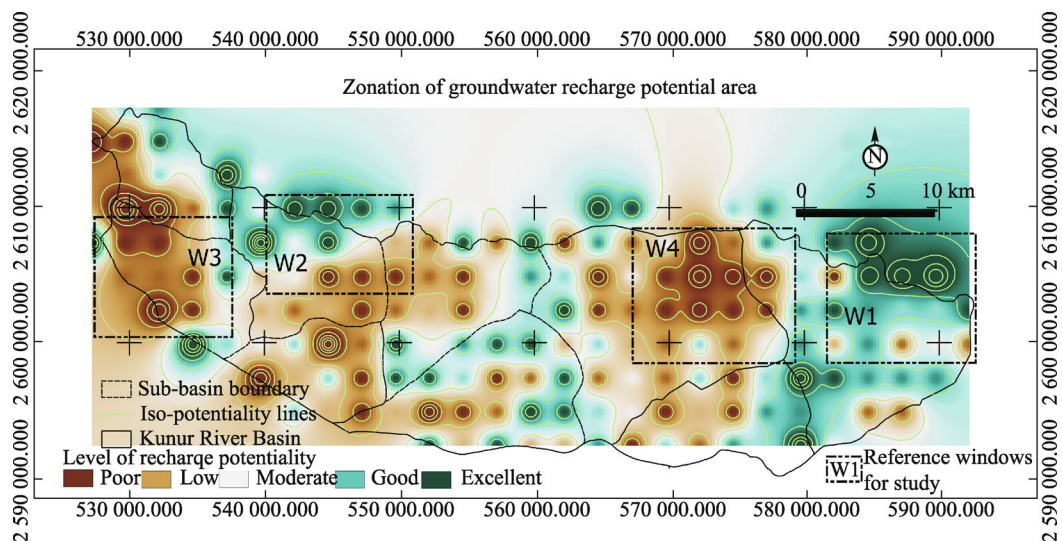 530 000.000 540 000.000 550 000.000 560 000.000 570 000.000 580 000.000 590 000.000
Zonation of groundwater recharge potential area
N
0 5 10 km
W3
W2
W4
W1
Sub-basin boundary
Iso-potentiality lines
Kunur River Basin
Level of recharqe potentiality
Poor Low Moderate Good Excellent
W1 Reference windows
for study
2 620 000.000
2 610 000.000
2 600 000.000
2 590 000.000
2 620 000.000
2 610 000.000
2 600 000.000
2 590 000.000
530 000.000 540 000.000 550 000.000 560 000.000 570 000.000 580 000.000 590 000.000